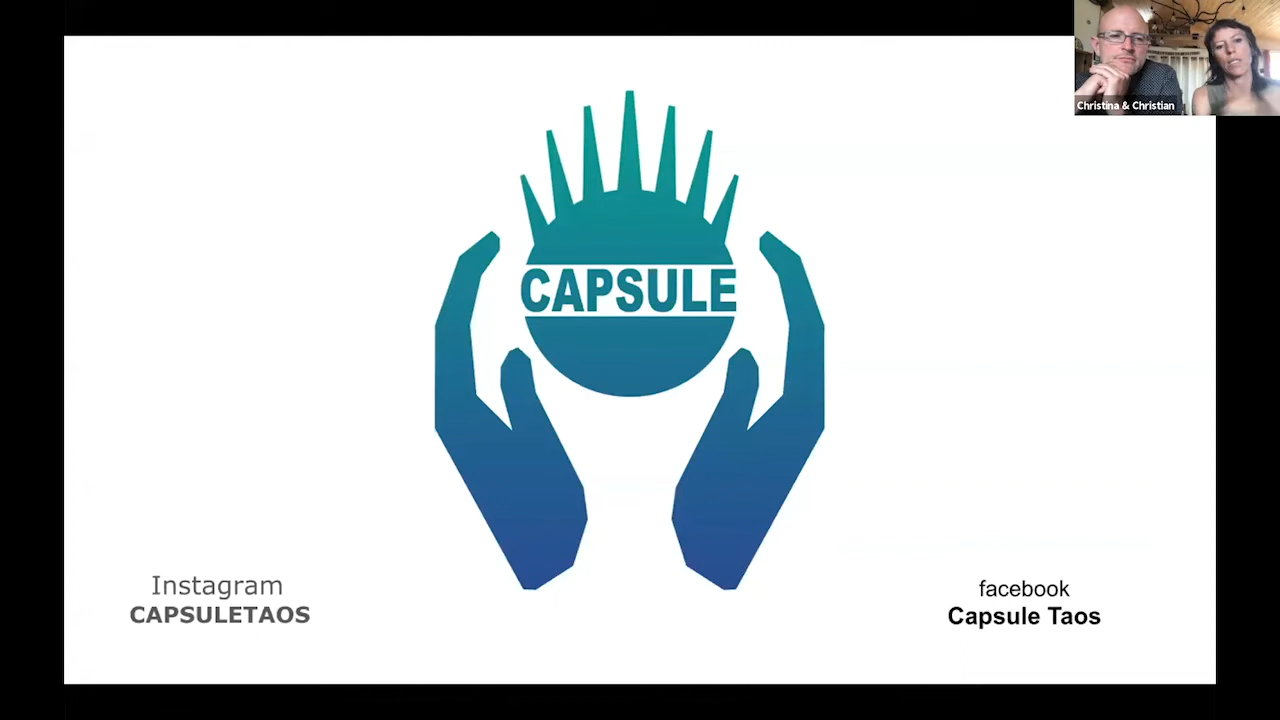 Christina & Christian
CAPSULE
Instagram
CAPSULETAOS
facebook
Capsule Taos